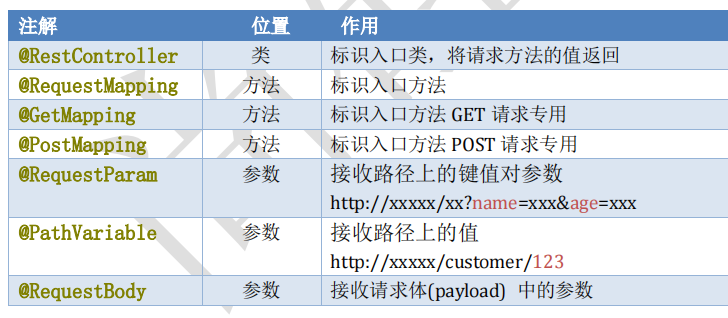 注解 位置 作用
@RestController 类 标识入口类，将请求方法的值返回
@RequestMapping 方法 标识入口方法
@GetMapping 方法 标识入口方法 GET 请求专用
@PostMapping 方法 标识入口方法 POST 请求专用
@RequestParam 参数 接收路径上的键值对参数
http://xxxxx/xx?name=xxx&age=xxx
@PathVariable 参数 接收路径上的值
http://xxxxx/customer/123
@RequestBody 参数 接收请求体(payload) 中的参数